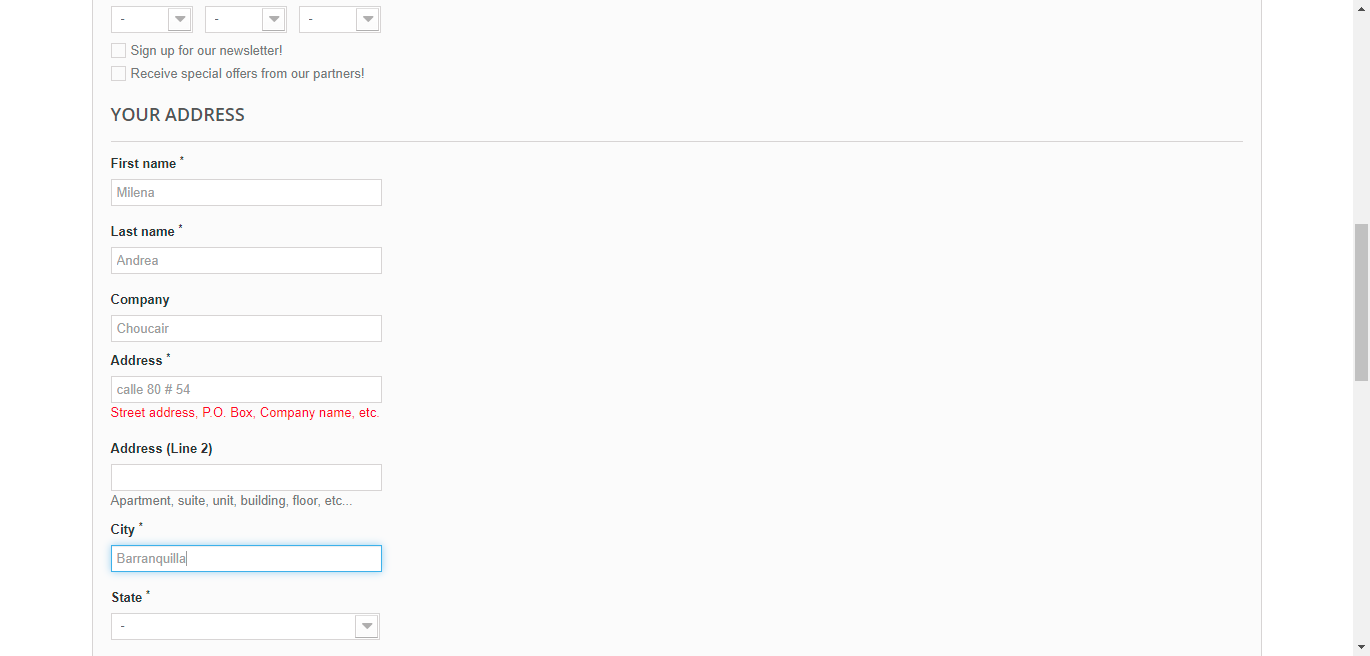 - - -
Sign up for our newsletter!
Receive special offers from our partners!
YOUR ADDRESS
First name *
Milena
Last name *
Andrea
Company
Choucair
Address *
calle 80 # 54
Street address, P.O. Box, Company name, etc.
Address (Line 2)
Apartment, suite, unit, building, floor, etc...
City *
Barranquilla
State *
-